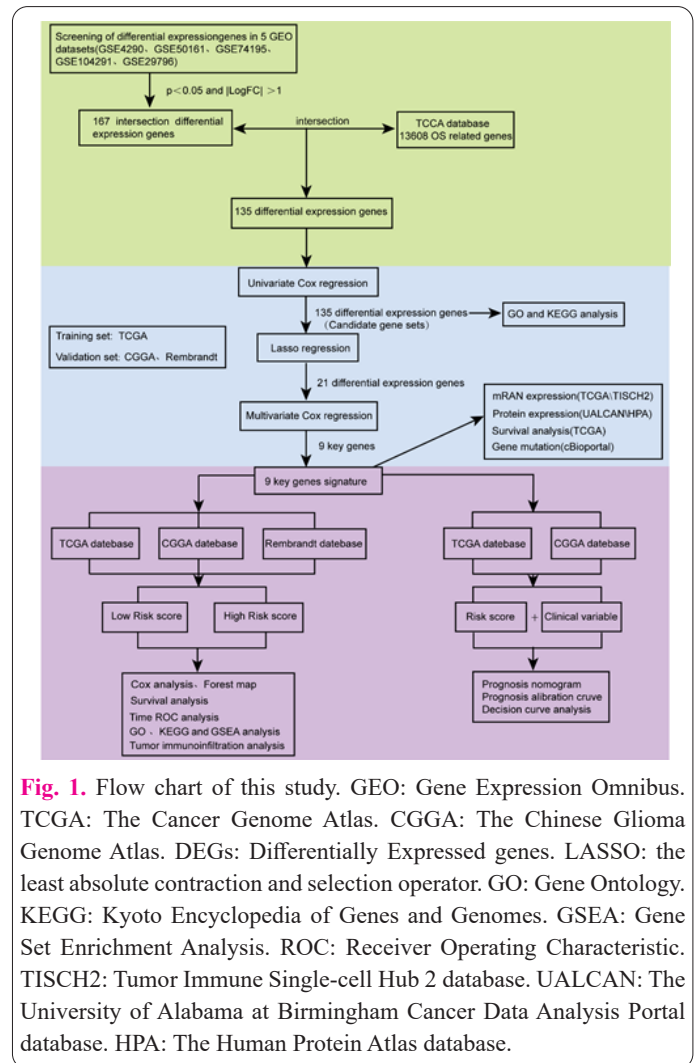 Screening of differential expressiongenes in 5 GEO
datasets(GSE4290、GSE50161、GSE74195、
GSE104291、GSE29796)
p<0.05 and |LogFC| >1
167 intersection differential
expression genes
intersection
TCCA database
13608 OS related genes
135 differential expression genes
Univariate Cox regression
135 differential expression genes
(Candidate gene sets)
GO and KEGG analysis
Training set: TCGA
Validation set: CGGA、Rembrandt
Lasso regression
21 differential expression genes
Multivariate Cox regression
9 key genes
mRAN expression(TCGA\TISCH2)
Protein expression(UALCAN\HPA)
Survival analysis(TCGA)
Gene mutation(cBioportal)
9 key genes signature
TCGA datebase
CGGA datebase
Rembrandt datebase
TCGA datebase
CGGA datebase
Low Risk score
High Risk score
Risk score
+
Clinical variable
Cox analysis、Forest map
Survival analysis
Time ROC analysis
GO 、KEGG and GSEA analysis
Tumor immunoinfiltration analysis
Prognosis nomogram
Prognosis alibration cruve
Decision curve analysis
Fig. 1. Flow chart of this study. GEO: Gene Expression Omnibus.
TCGA: The Cancer Genome Atlas. CGGA: The Chinese Glioma
Genome Atlas. DEGs: Differentially Expressed genes. LASSO: the
least absolute contraction and selection operator. GO: Gene Ontology.
KEGG: Kyoto Encyclopedia of Genes and Genomes. GSEA: Gene
Set Enrichment Analysis. ROC: Receiver Operating Characteristic.
TISCH2: Tumor Immune Single-cell Hub 2 database. UALCAN: The
University of Alabama at Birmingham Cancer Data Analysis Portal
database. HPA: The Human Protein Atlas database.